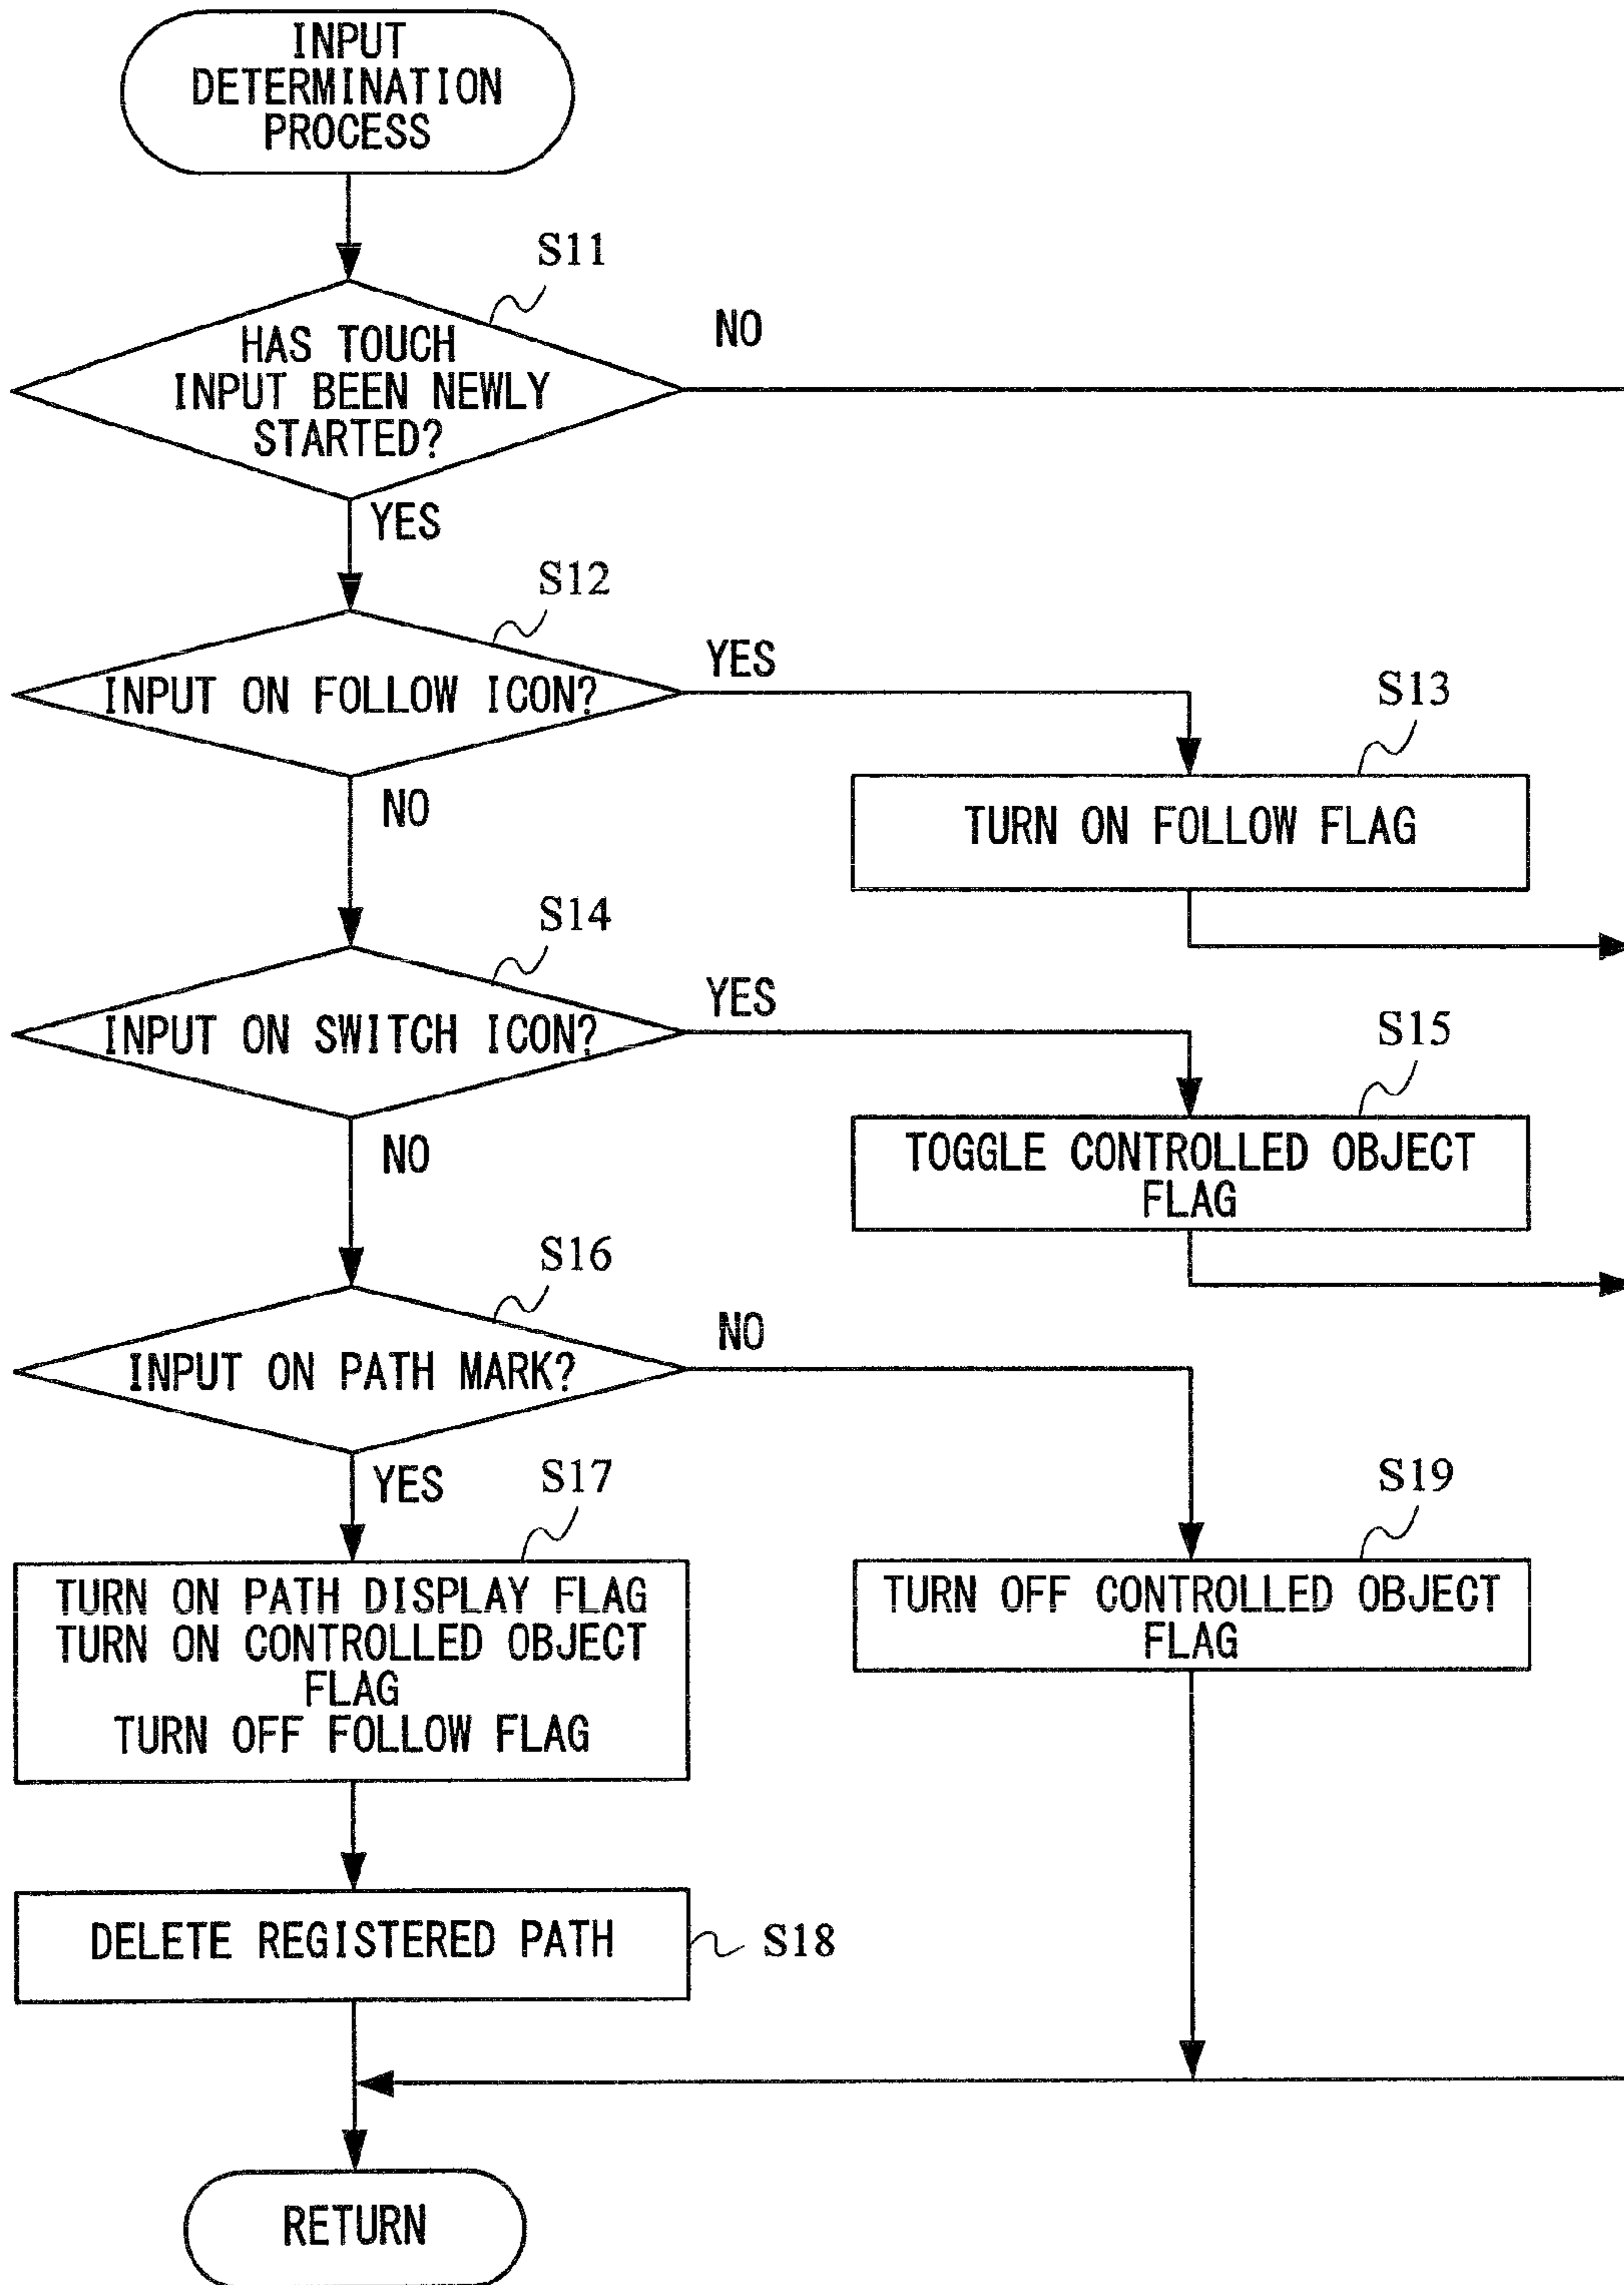 INPUT
DETERMINATION
PROCESS
S11
HAS TOUCH
INPUT BEEN NEWLY
STARTED?
NO
YES
S12
INPUT ON FOLLOW ICON?
YES
S13
TURN ON FOLLOW FLAG
NO
S14
INPUT ON SWITCH ICON?
YES
S15
TOGGLE CONTROLLED OBJECT
FLAG
NO
S16
INPUT ON PATH MARK?
NO
YES
S17
TURN ON PATH DISPLAY FLAG
TURN ON CONTROLLED OBJECT
FLAG
TURN OFF FOLLOW FLAG
S19
TURN OFF CONTROLLED OBJECT
FLAG
DELETE REGISTERED PATH
S18
RETURN